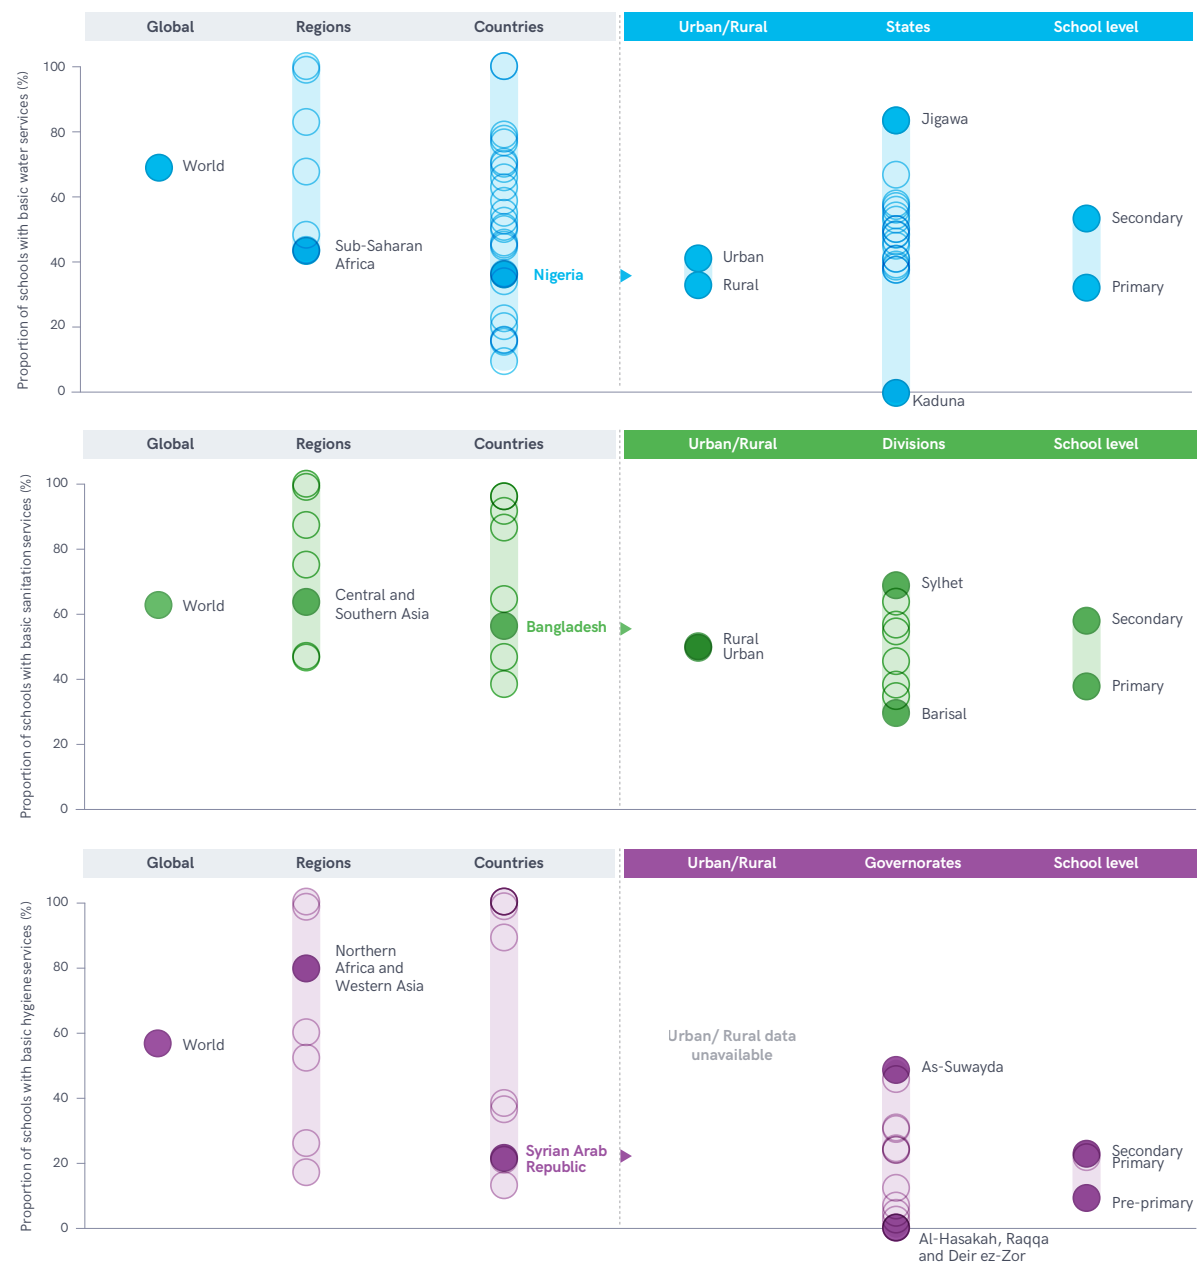 Global Regions Countries Urban/Rural States School level
Proportion of schools with basic water services (%)
100
80
60
40
20
0
World
Sub-Saharan
Africa
Nigeria
Urban
Rural
Jigawa
Kaduna
Secondary
Primary
Global Regions Countries Urban/Rural Divisions School level
Proportion of schools with basic sanitation services (%)
100
80
60
40
20
0
World
Central and
Southern Asia
Bangladesh
Rural
Urban
Sylhet
Barisal
Secondary
Primary
Global Regions Countries Urban/Rural Governorates School level
Proportion of schools with basic hygiene services (%)
100
80
60
40
20
0
World
Northern
Africa and
Western Asia
Syrian Arab
Republic
Urban/ Rural data
unavailable
As-Suwayda
Al-Hasakah, Raqqa
and Deir ez-Zor
Secondary
Primary
Pre-primary